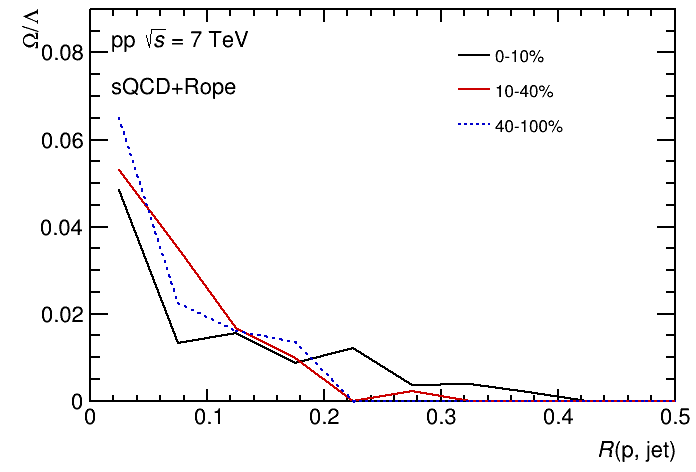 Ω/Λ
pp √s = 7 TeV
sQCD+Rope
0-10%
10-40%
40-100%
0.08
0.06
0.04
0.02
0
0 0.1 0.2 0.3 0.4 0.5
R(p, jet)